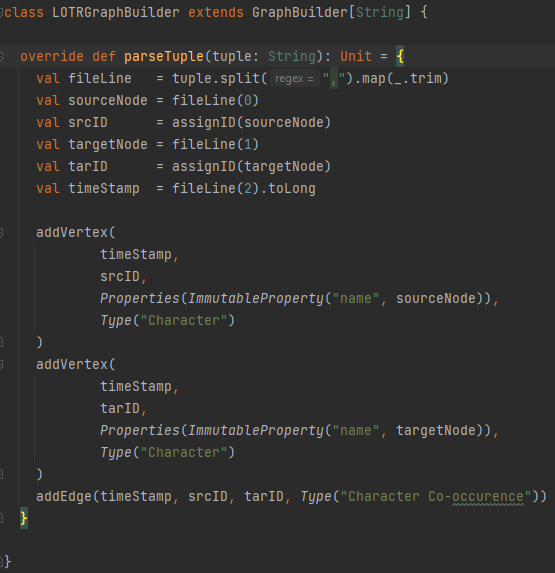 class LOTRGraphBuilder extends GraphBuilder[String] {
override def parseTuple(tuple: String): Unit = {
val fileLine = tuple.split( regex = ",").map(_.trim)
val sourceNode = fileLine(0)
val srcID = assignID(sourceNode)
val targetNode = fileLine(1)
val tarID = assignID(targetNode)
val timeStamp = fileLine(2).toLong
addVertex(
timeStamp,
srcID,
Properties(ImmutableProperty("name", sourceNode)),
Type("Character")
)
addVertex(
timeStamp,
tarID,
Properties(ImmutableProperty("name", targetNode)),
Type("Character")
)
addEdge(timeStamp, srcID, tarID, Type("Character Co-occurence"))
}
}